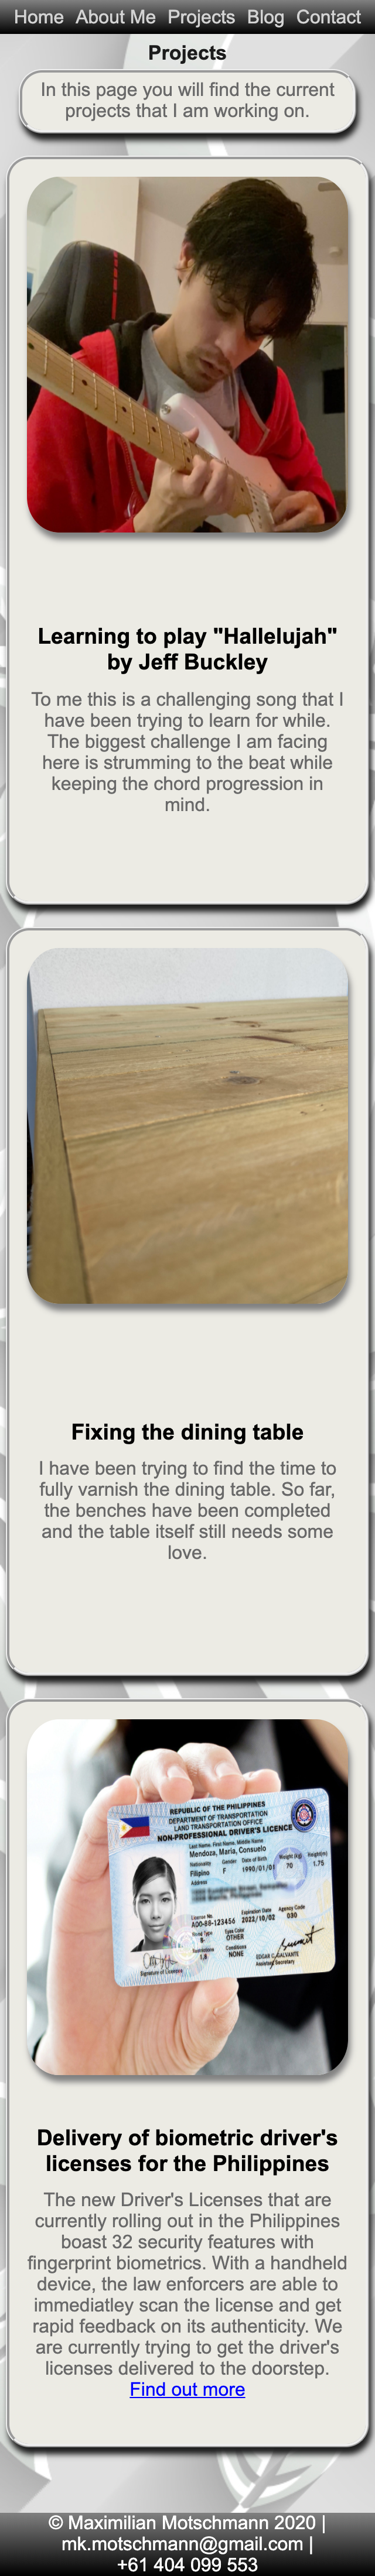 Home About Me Projects Blog Contact
Projects
In this page you will find the current
projects that I am working on.
Learning to play "Hallelujah"
by Jeff Buckley
To me this is a challenging song that I
have been trying to learn for while.
The biggest challenge I am facing
here is strumming to the beat while
keeping the chord progression in
mind.
Fixing the dining table
I have been trying to find the time to
fully varnish the dining table. So far,
the benches have been completed
and the table itself still needs some
love.
REPUBLIC OF THE PHILIPPINES
DEPARTMENT OF TRANSPORTATION
LAND TRANSPORTATION OFFICE
NON-PROFESSIONAL DRIVER'S LICENCE
Last Name, First Name, Middle Name
Mendoza, Maria, Consuelo
Nationality Gender Date of Birth Weight (kg) Height(m)
Filipino F 1990/01/01 70 1.75
Address
License No. Expiration Date Agency Code
A00-88-123456 2022/10/02 030
Eyes Color
OTHER
Conditions
NONE
Signature of Licensee
EDGAR C. GALVANTE
Assistant Secretary
Delivery of biometric driver's
licenses for the Philippines
The new Driver's Licenses that are
currently rolling out in the Philippines
boast 32 security features with
fingerprint biometrics. With a handheld
device, the law enforcers are able to
immediatley scan the license and get
rapid feedback on its authenticity. We
are currently trying to get the driver's
licenses delivered to the doorstep.
Find out more
© Maximilian Motschmann 2020 |
mk.motschmann@gmail.com |
+61 404 099 553